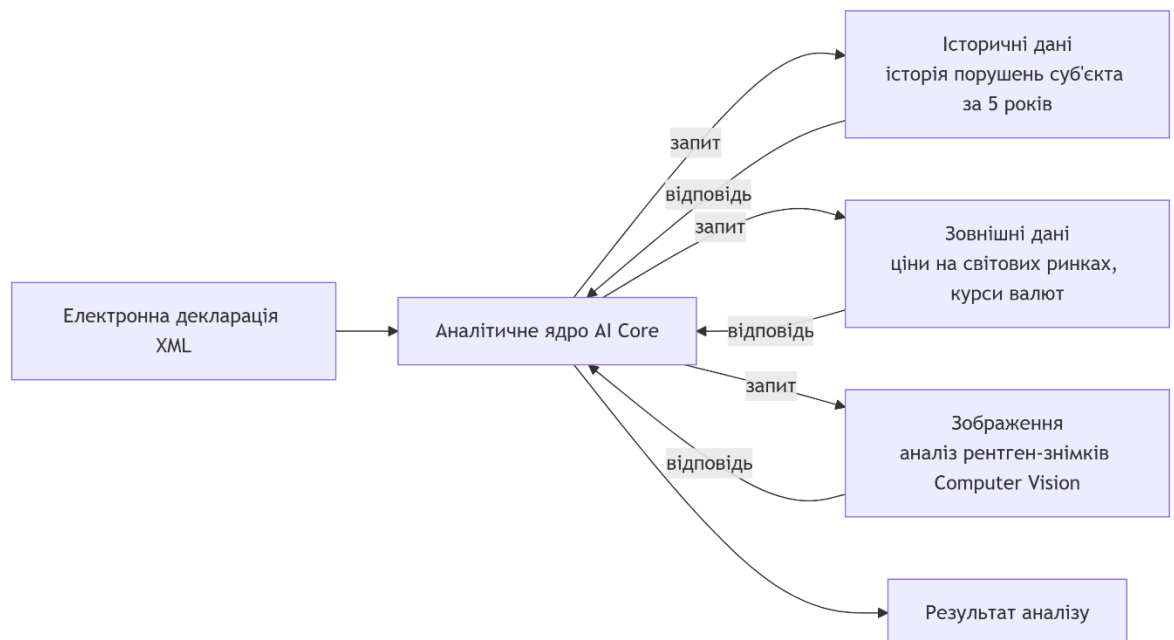 Електронна декларація
XML
Аналітичне ядро AI Core
запит
відповідь
запит
відповідь
запит
відповідь
Історичні дані
історія порушень суб'єкта
за 5 років
Зовнішні дані
ціни на світових ринках,
курси валют
Зображення
аналіз рентген-знімків
Computer Vision
Результат аналізу